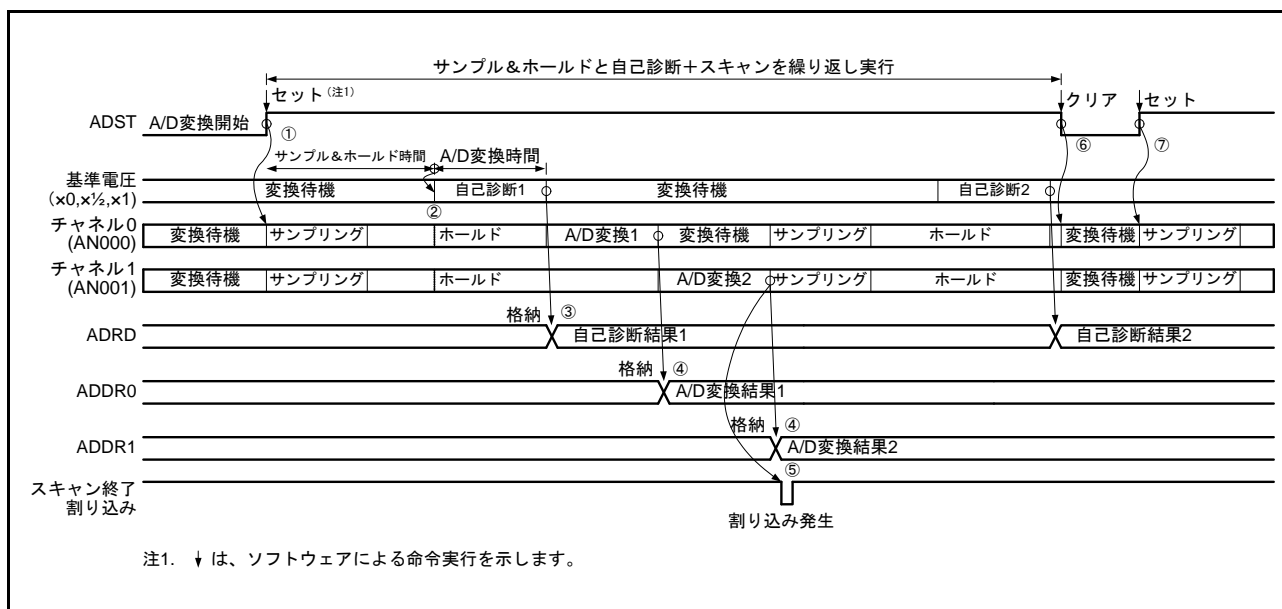 サンプル＆ホールドと自己診断＋スキャンを繰り返し実行
セット(注1)
クリア
セット
ADST
A/D変換開始
①
⑥
⑦
サンプル＆ホールド時間
A/D変換時間
基準電圧
(×0,×½,×1)
変換待機
自己診断1
変換待機
自己診断2
②
チャネル0
(AN000)
変換待機
サンプリング
ホールド
A/D変換1
変換待機
サンプリング
ホールド
変換待機
サンプリング
チャネル1
(AN001)
変換待機
サンプリング
ホールド
A/D変換2
サンプリング
ホールド
変換待機
サンプリング
格納
③
ADRD
自己診断結果1
自己診断結果2
格納
④
ADDR0
A/D変換結果1
格納
④
ADDR1
A/D変換結果2
⑤
スキャン終了
割り込み
割り込み発生
注1. ↓ は、ソフトウェアによる命令実行を示します。